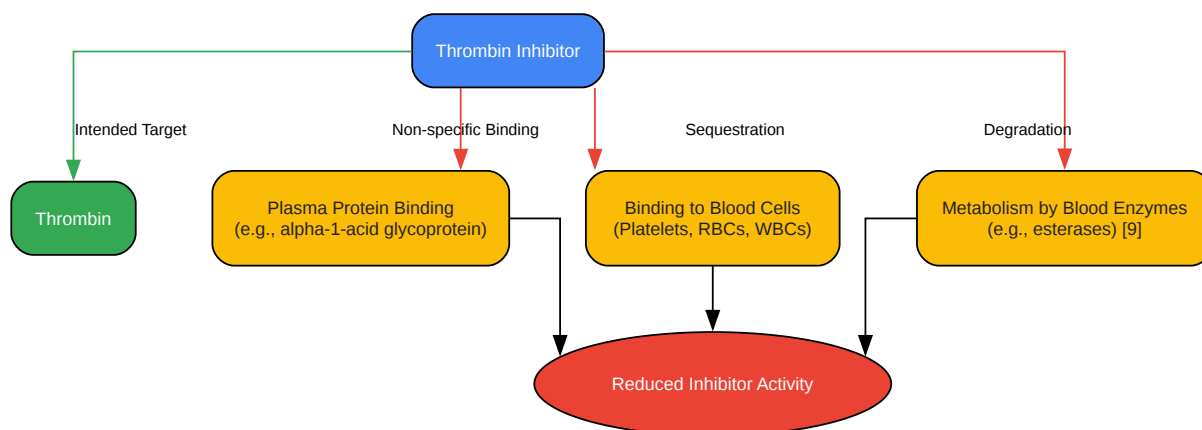 Thrombin Inhibitor
Intended Target
Non-specific Binding
Sequestration
Degradation
Thrombin
Plasma Protein Binding
(e.g., alpha-1-acid glycoprotein)
Binding to Blood Cells
(Platelets, RBCs, WBCs)
Metabolism by Blood Enzymes
(e.g., esterases) [9]
Reduced Inhibitor Activity